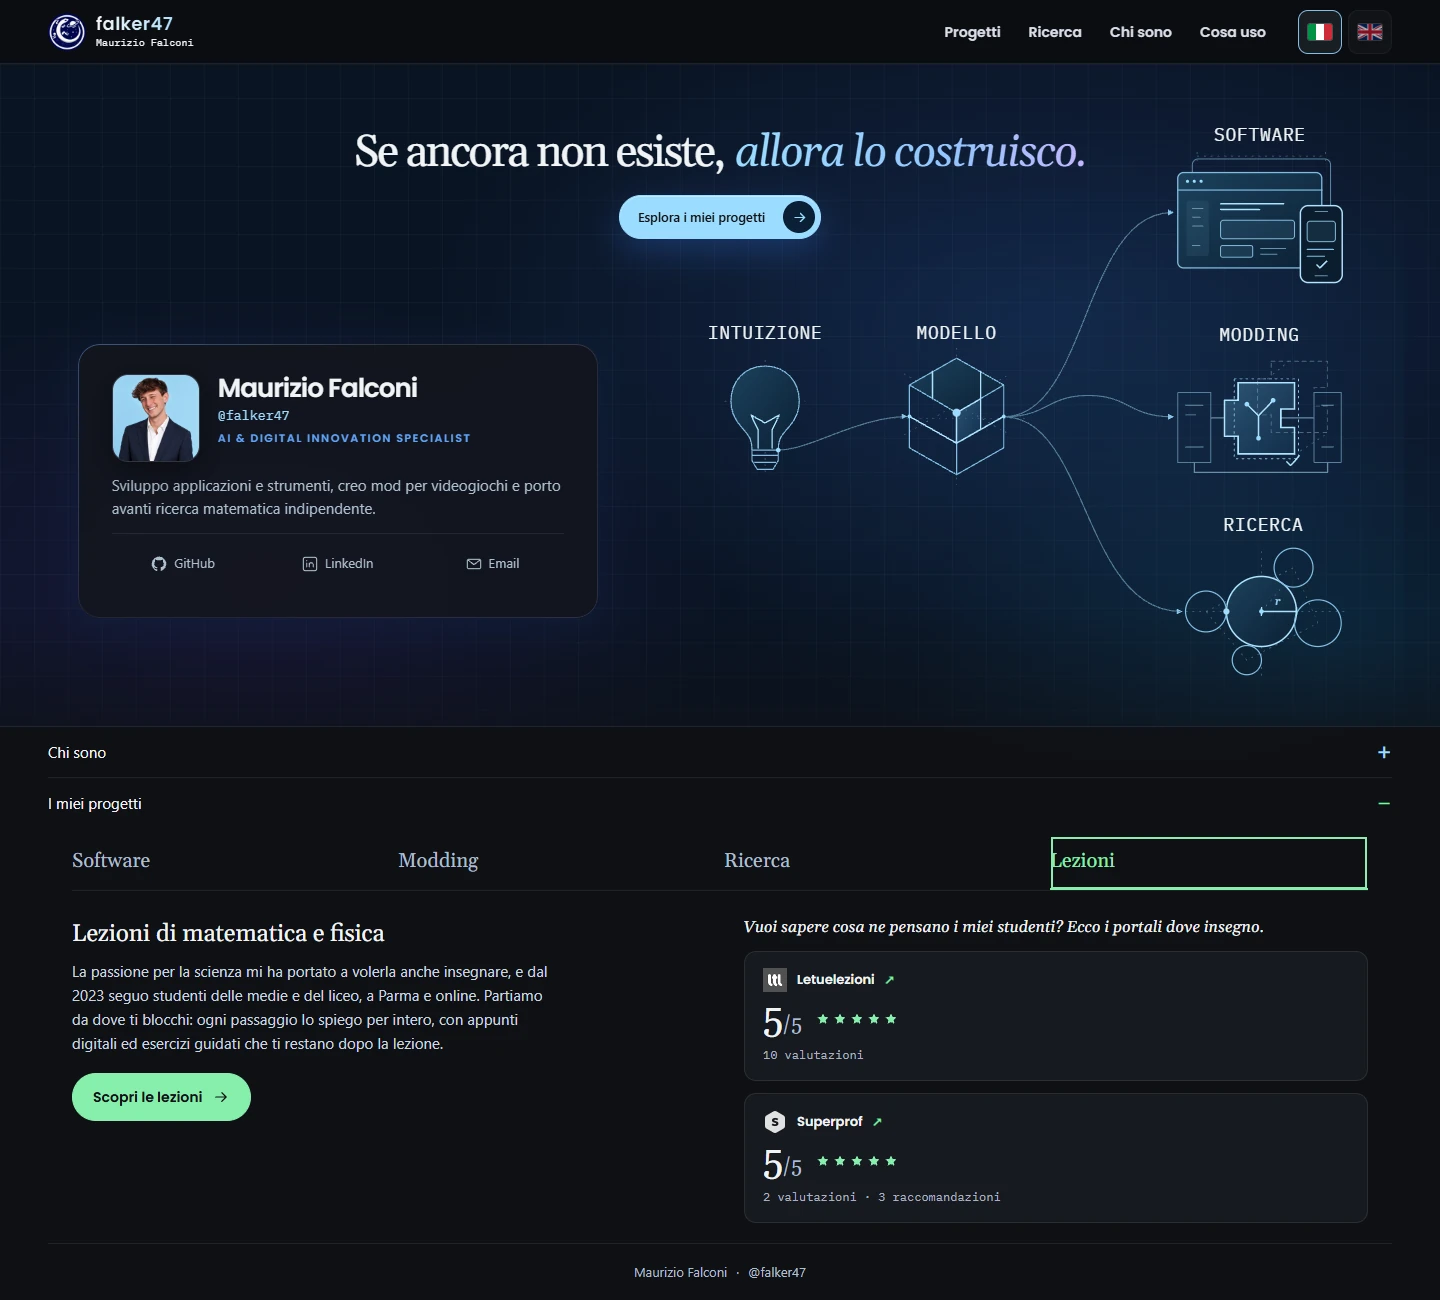 falker47
Maurizio Falconi
Progetti
Ricerca
Chi sono
Cosa uso
Se ancora non esiste, allora lo costruisco.
Esplora i miei progetti
SOFTWARE
INTUIZIONE
MODELLO
MODDING
RICERCA
r
Maurizio Falconi
@falker47
AI & DIGITAL INNOVATION SPECIALIST
Sviluppo applicazioni e strumenti, creo mod per videogiochi e porto
avanti ricerca matematica indipendente.
GitHub
LinkedIn
Email
Chi sono
I miei progetti
Software
Modding
Ricerca
Lezioni
Lezioni di matematica e fisica
La passione per la scienza mi ha portato a volerla anche insegnare, e dal
2023 seguo studenti delle medie e del liceo, a Parma e online. Partiamo
da dove ti blocchi: ogni passaggio lo spiego per intero, con appunti
digitali ed esercizi guidati che ti restano dopo la lezione.
Scopri le lezioni
Vuoi sapere cosa ne pensano i miei studenti? Ecco i portali dove insegno.
Letuelezioni
5/5
10 valutazioni
S
Superprof
5/5
2 valutazioni · 3 raccomandazioni
Maurizio Falconi · @falker47